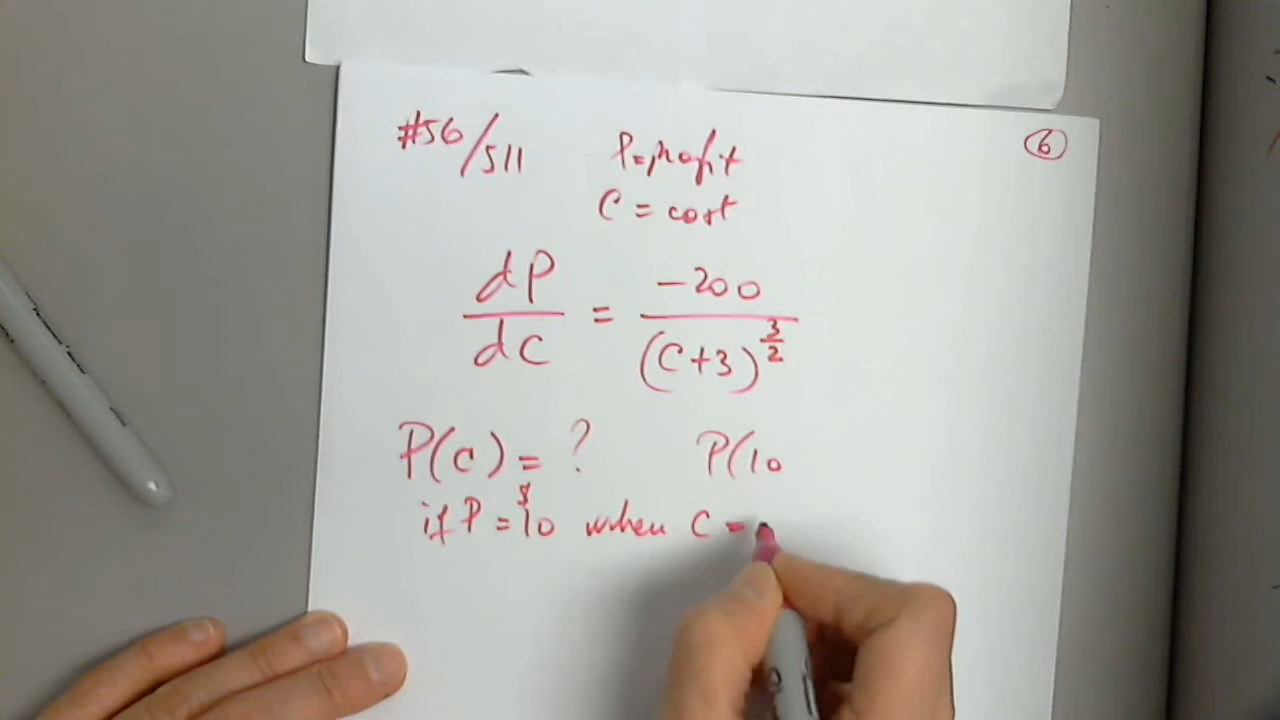 #56/511
P=profit
6
C = cost
dP/dC = -200/(C+3)^3/2
P(c) = ? P(10
if P = $10 when C =